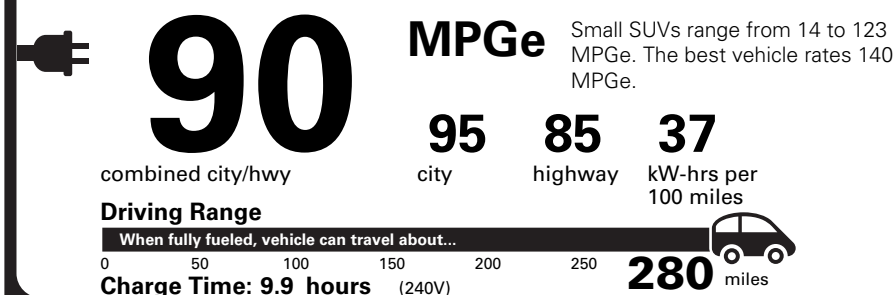 90
MPGe
Small SUVs range from 14 to 123
MPGe. The best vehicle rates 140
MPGe.
combined city/hwy
95
city
85
highway
37
kW-hrs per
100 miles
Driving Range
When fully fueled, vehicle can travel about...
0 50 100 150 200 250 280 miles
Charge Time: 9.9 hours (240V)